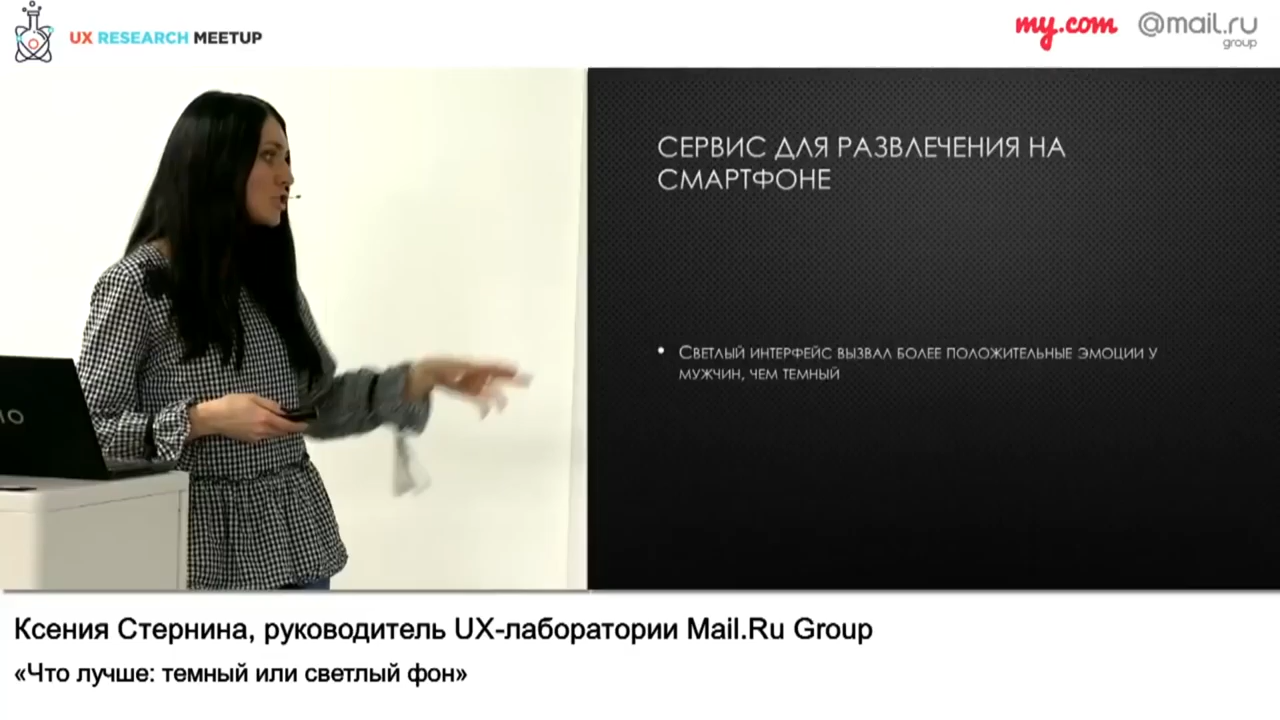 UX RESEARCH MEETUP
my.com
@mail.ru
group
СЕРВИС ДЛЯ РАЗВЛЕЧЕНИЯ НА
СМАРТФОНЕ
• СВЕТЛЫЙ ИНТЕРФЕЙС ВЫЗВАЛ БОЛЕЕ ПОЛОЖИТЕЛЬНЫЕ ЭМОЦИИ У
МУЖЧИН, ЧЕМ ТЕМНЫЙ
Ксения Стернина, руководитель UX-лаборатории Mail.Ru Group
«Что лучше: темный или светлый фон»